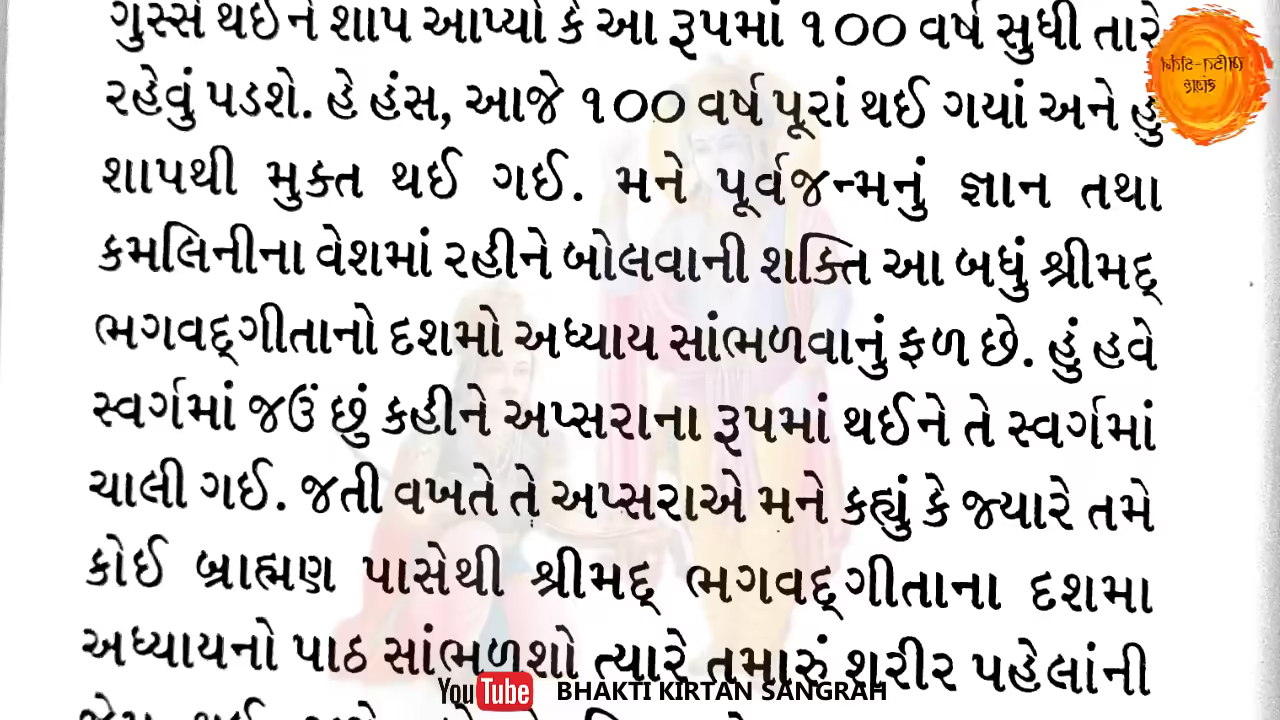 ગુસ્સે થઈને શાપ આપ્યો કે આ રૂપમાં ૧૦૦ વર્ષ સુધી તારે
રહેવું પડશે. હે હંસ, આજે ૧૦૦ વર્ષ પૂરાં થઈ ગયાં અને હું
શાપથી મુક્ત થઈ ગઈ. મને પૂર્વજન્મનું જ્ઞાન તથા
કમલિનીના વેશમાં રહીને બોલવાની શક્તિ આ બધું શ્રીમદ્
ભગવદ્ગીતાનો દશમો અધ્યાય સાંભળવાનું ફળ છે. હું હવે
સ્વર્ગમાં જઉં છું કહીને અપ્સરાના રૂપમાં થઈને તે સ્વર્ગમાં
ચાલી ગઈ. જતી વખતે તે અપ્સરાએ મને કહ્યું કે જ્યારે તમે
કોઈ બ્રાહ્મણ પાસેથી શ્રીમદ્ ભગવદ્ગીતાના દશમા
અધ્યાયનો પાઠ સાંભળશો ત્યારે તમારું શરીર પહેલાંની
YouTube BHAKTI KIRTAN SANGRAH